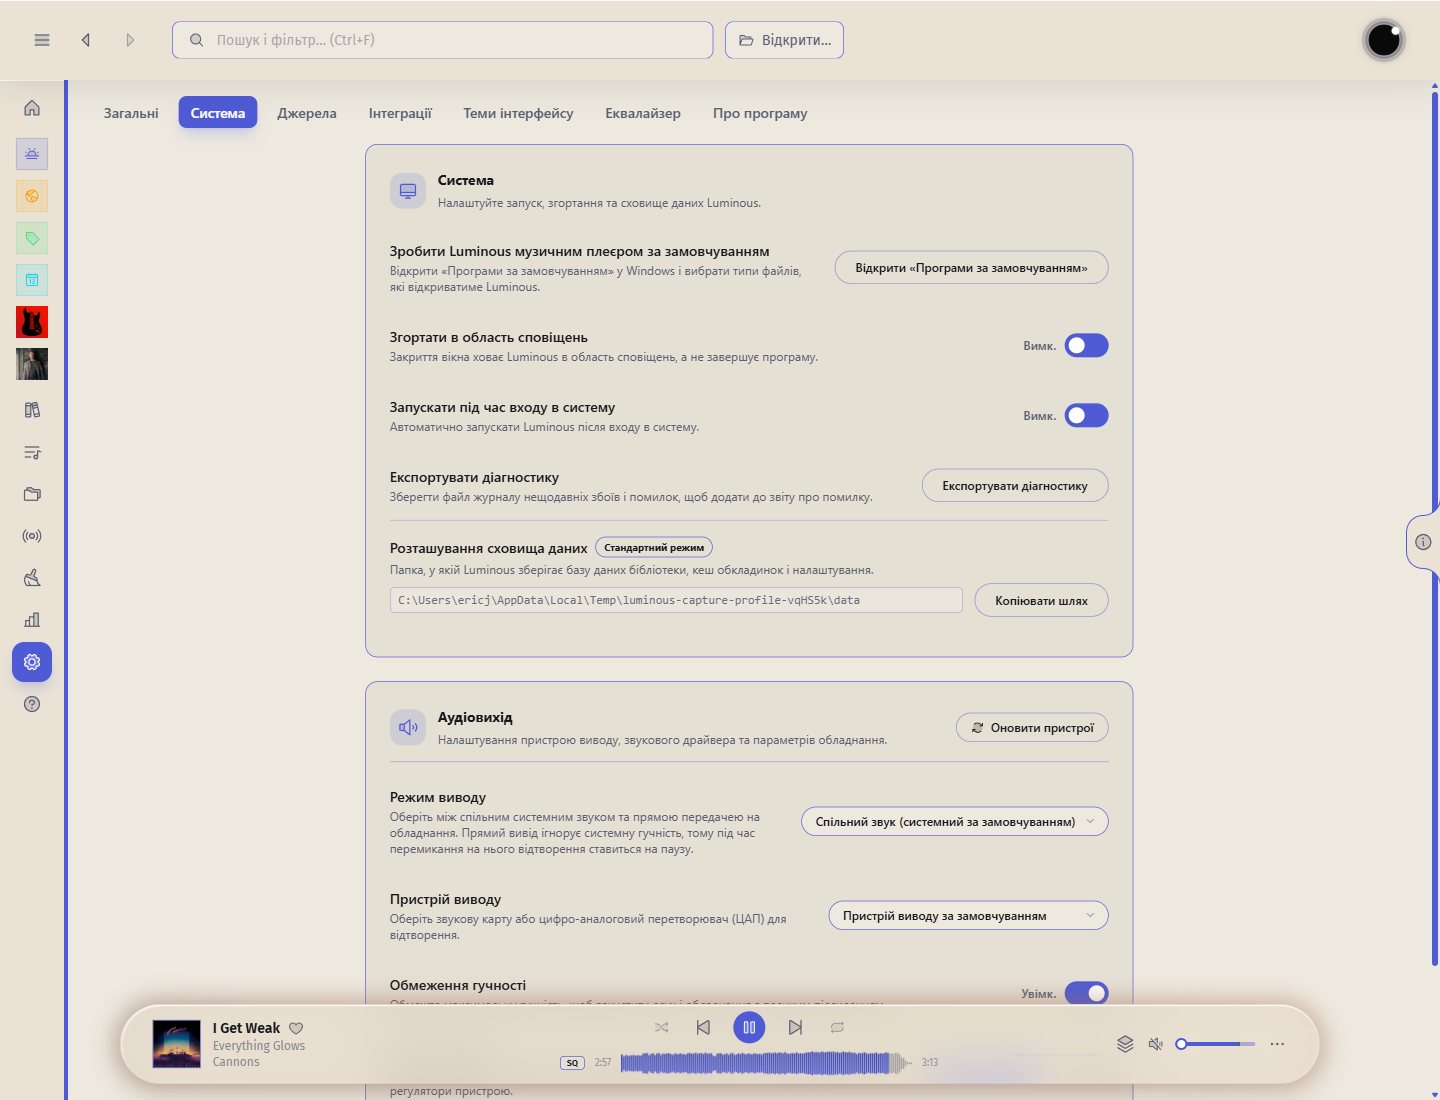 Пошук і фільтр... (Ctrl+F)
Відкрити...
Загальні
Система
Джерела
Інтеграції
Теми інтерфейсу
Еквалайзер
Про програму
12
Система
Налаштуйте запуск, згортання та сховище даних Luminous.
Зробити Luminous музичним плеєром за замовчуванням
Відкрити «Програми за замовчуванням» у Windows і вибрати типи файлів,
які відкриватиме Luminous.
Відкрити «Програми за замовчуванням»
Згортати в область сповіщень
Закриття вікна ховає Luminous в область сповіщень, а не завершує програму.
Вимк.
Запускати під час входу в систему
Автоматично запускати Luminous після входу в систему.
Вимк.
Експортувати діагностику
Зберегти файл журналу нещодавніх збоїв і помилок, щоб додати до звіту про помилку.
Експортувати діагностику
Розташування сховища даних
Стандартний режим
Папка, у якій Luminous зберігає базу даних бібліотеки, кеш обкладинок і налаштування.
C:\Users\ericj\AppData\Local\Temp\luminous-capture-profile-vqHS5k\data
Копіювати шлях
Аудіовихід
Налаштування пристрою виводу, звукового драйвера та параметрів обладнання.
Оновити пристрої
Режим виводу
Оберіть між спільним системним звуком та прямою передачею на
обладнання. Прямий вивід ігнорує системну гучність, тому під час
перемикання на нього відтворення ставиться на паузу.
Спільний звук (системний за замовчуванням)
Пристрій виводу
Оберіть звукову карту або цифро-аналоговий перетворювач (ЦАП) для
відтворення.
Пристрій виводу за замовчуванням
Обмеження гучності
Увімк.
I Get Weak
Everything Glows
Cannons
SQ
2:57
3:13
регулятори пристрою.